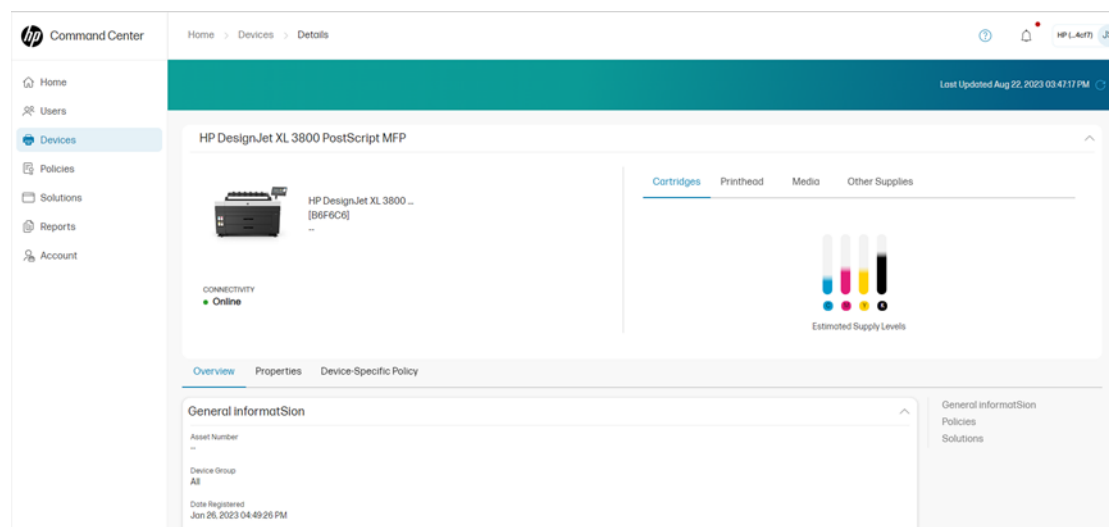 hp Command Center
Home > Devices > Details
HP (...4cf7)
Home
Users
Devices
Policies
Solutions
Reports
Account
Last Updated Aug 22, 2023 03:47:17 PM
HP DesignJet XL 3800 PostScript MFP
HP DesignJet XL 3800 ...
[B6F6C6]
--
CONNECTIVITY
Online
Cartridges Printhead Media Other Supplies
C M Y K
Estimated Supply Levels
Overview Properties Device-Specific Policy
General informatSion
Asset Number
--
Device Group
All
Date Registered
Jan 26, 2023 04:49:26 PM
General informatSion
Policies
Solutions